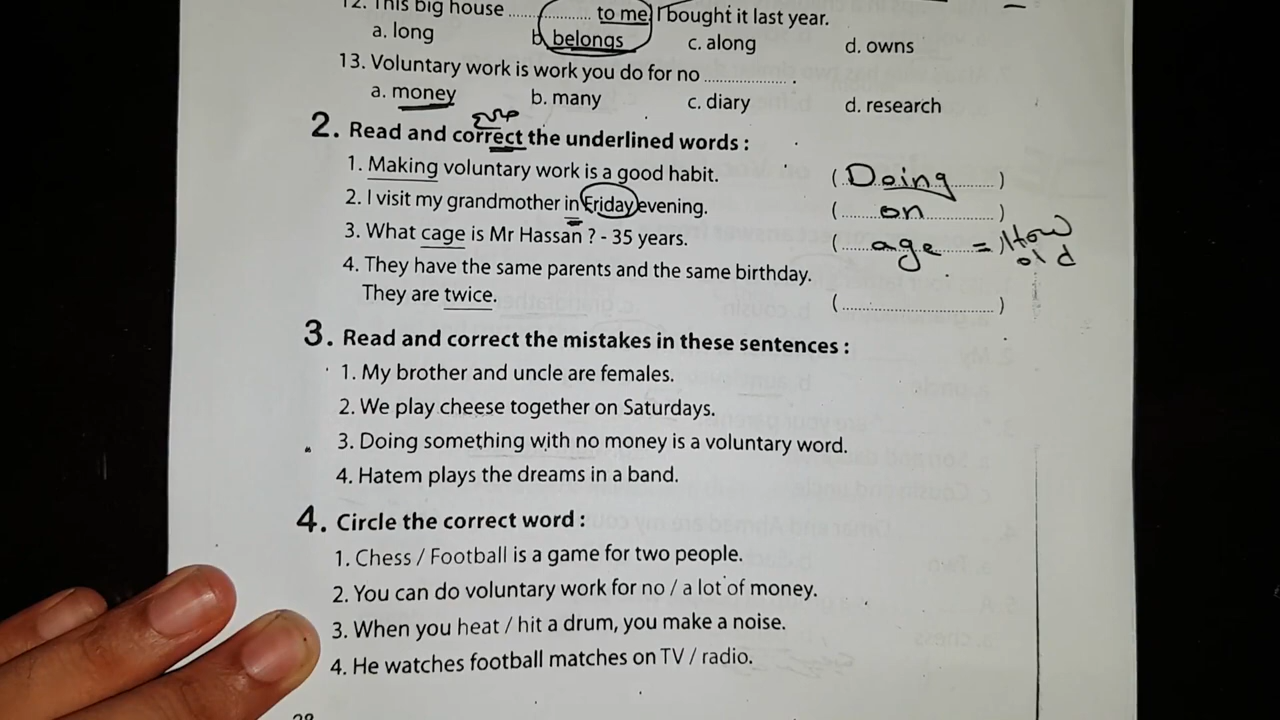 12. This big house .................... to me I bought it last year.
a. long b. belongs c. along d. owns
13. Voluntary work is work you do for no .................... .
a. money b. many c. diary d. research
2. Read and correct the underlined words :
1. Making voluntary work is a good habit. ( Doing )
2. I visit my grandmother in Friday evening. ( on )
3. What cage is Mr Hassan ? - 35 years. ( age = How old )
4. They have the same parents and the same birthday.
They are twice. (....................)
3. Read and correct the mistakes in these sentences :
1. My brother and uncle are females.
2. We play cheese together on Saturdays.
3. Doing something with no money is a voluntary word.
4. Hatem plays the dreams in a band.
4. Circle the correct word :
1. Chess / Football is a game for two people.
2. You can do voluntary work for no / a lot of money.
3. When you heat / hit a drum, you make a noise.
4. He watches football matches on TV / radio.